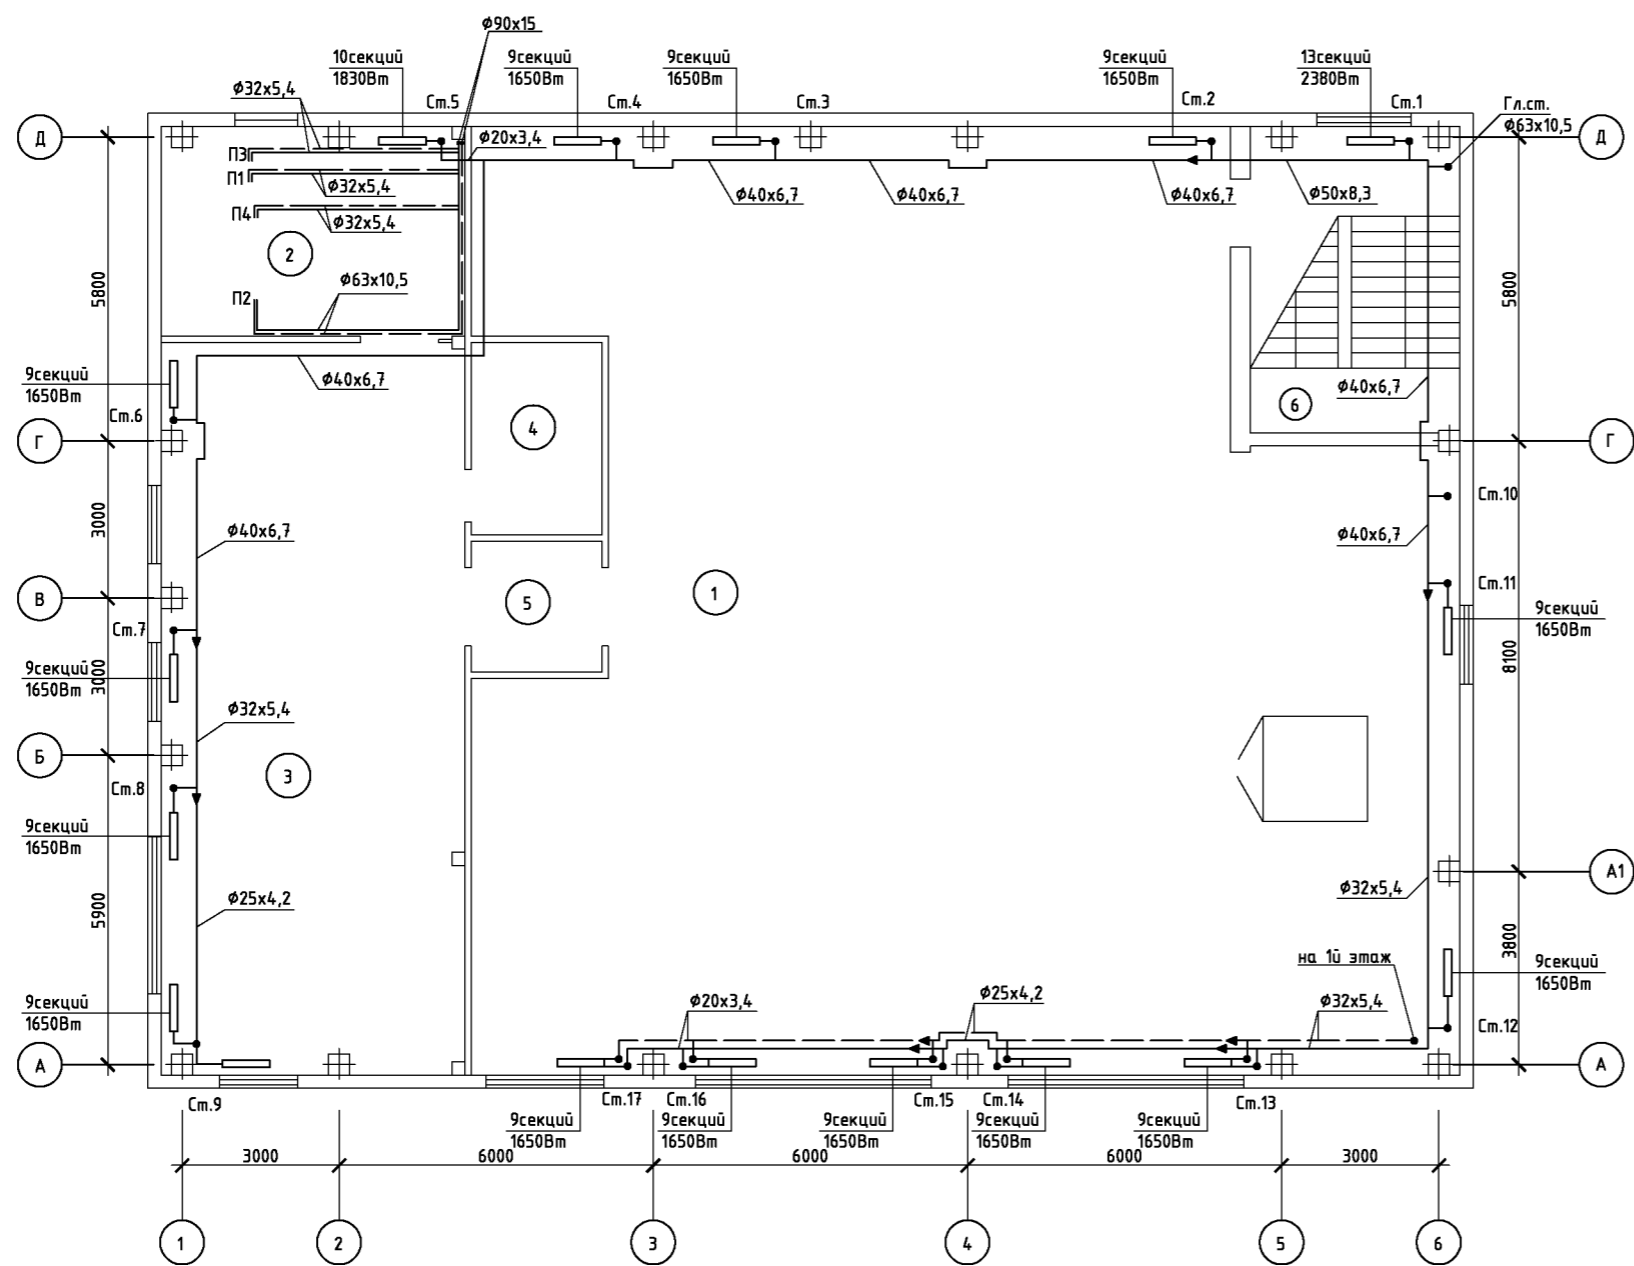 Ф90х15
10секций
1830Вт
9секций
1650Вт
9секций
1650Вт
9секций
1650Вт
13секций
2380Вт
Ф32х5,4
Ст.5
Ст.4
Ст.3
Ст.2
Ст.1
Гл.ст.
Ф63х10,5
Д
Ф20х3,4
Д
П3
П1
Ф32х5,4
Ф40х6,7
Ф40х6,7
Ф40х6,7
Ф50х8,3
П4
Ф32х5,4
2
5800
Ф63х10,5
5800
П2
9секций
1650Вт
Ф40х6,7
Ф40х6,7
Ст.6
6
4
Г
Г
3000
Ф40х6,7
Ст.10
Ф40х6,7
В
5
1
Ст.11
9секций
1650Вт
Ст.7
9секций
1650Вт
3000
8100
Ф32х5,4
Б
3
Ст.8
9секций
1650Вт
Ф25х4,2
5900
Ф32х5,4
А1
3800
на 1й этаж
9секций
1650Вт
9секций
1650Вт
Ф20х3,4
Ф25х4,2
Ф32х5,4
Ст.12
А
А
Ст.9
Ст.17
Ст.16
Ст.15
Ст.14
Ст.13
9секций
1650Вт
9секций
1650Вт
9секций
1650Вт
9секций
1650Вт
9секций
1650Вт
3000
6000
6000
6000
3000
1
2
3
4
5
6